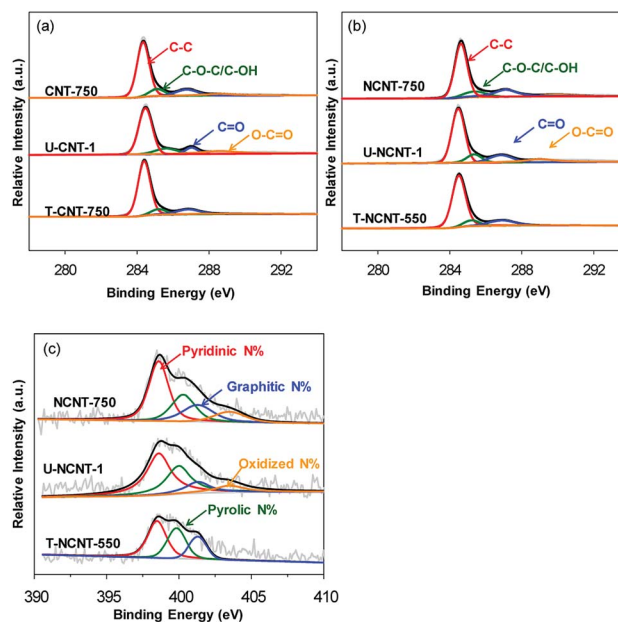 (a)
C-C
C-O-C/C-OH
CNT-750
C=O
O-C=O
U-CNT-1
T-CNT-750
Relative Intensity (a.u.)
280 284 288 292
Binding Energy (eV)
(b)
C-C
C-O-C/C-OH
NCNT-750
C=O
O-C=O
U-NCNT-1
T-NCNT-550
Relative Intensity (a.u.)
280 284 288 292
Binding Energy (eV)
(c)
Pyridinic N%
NCNT-750
Graphitic N%
U-NCNT-1
Oxidized N%
Pyrolic N%
T-NCNT-550
Relative Intensity (a.u.)
390 395 400 405 410
Binding Energy (eV)